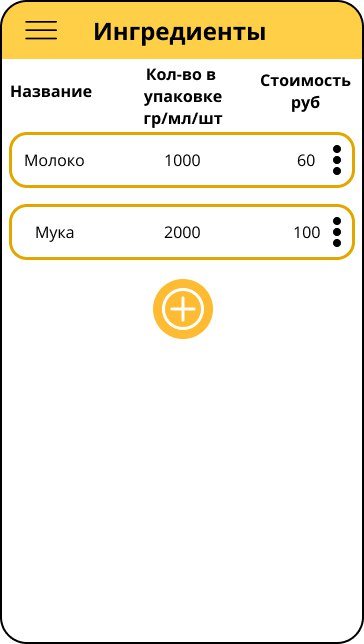 Ингредиенты
Название
Кол-во в
упаковке
гр/мл/шт
Стоимость
руб
Молоко 1000 60
Мука 2000 100